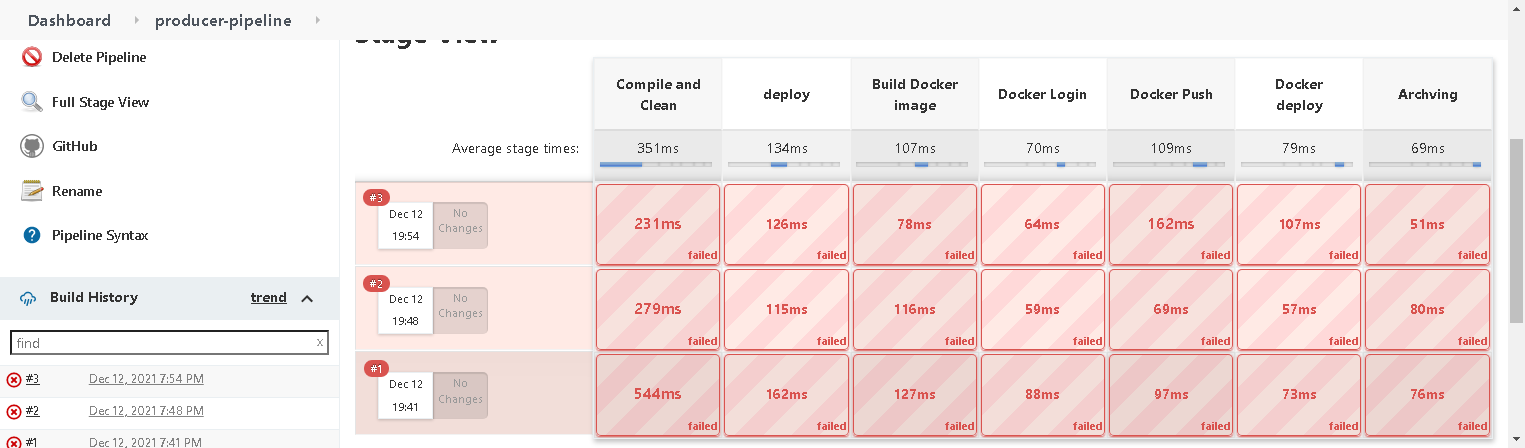 Dashboard
producer-pipeline
Delete Pipeline
Full Stage View
GitHub
Rename
Pipeline Syntax
Build History
trend
find
x
#3
Dec 12, 2021 7:54 PM
#2
Dec 12, 2021 7:48 PM
#1
Dec 12, 2021 7:41 PM
Stage View
Compile and
Clean
deploy
Build Docker
image
Docker Login
Docker Push
Docker
deploy
Archving
Average stage times:
351ms
134ms
107ms
70ms
109ms
79ms
69ms
#3
Dec 12
19:54
No
Changes
231ms
failed
126ms
failed
78ms
failed
64ms
failed
162ms
failed
107ms
failed
51ms
failed
#2
Dec 12
19:48
No
Changes
279ms
failed
115ms
failed
116ms
failed
59ms
failed
69ms
failed
57ms
failed
80ms
failed
#1
Dec 12
19:41
No
Changes
544ms
failed
162ms
failed
127ms
failed
88ms
failed
97ms
failed
73ms
failed
76ms
failed